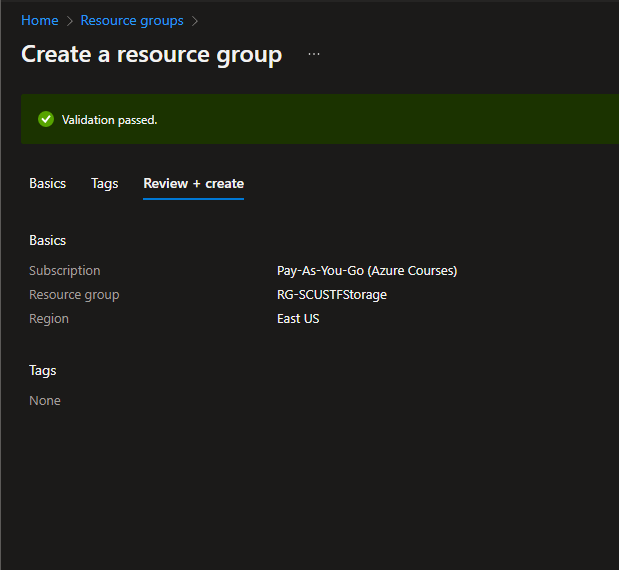 Home > Resource groups >
Create a resource group ...
Validation passed.
Basics Tags Review + create
Basics
Subscription Pay-As-You-Go (Azure Courses)
Resource group RG-SCUSTFStorage
Region East US
Tags
None